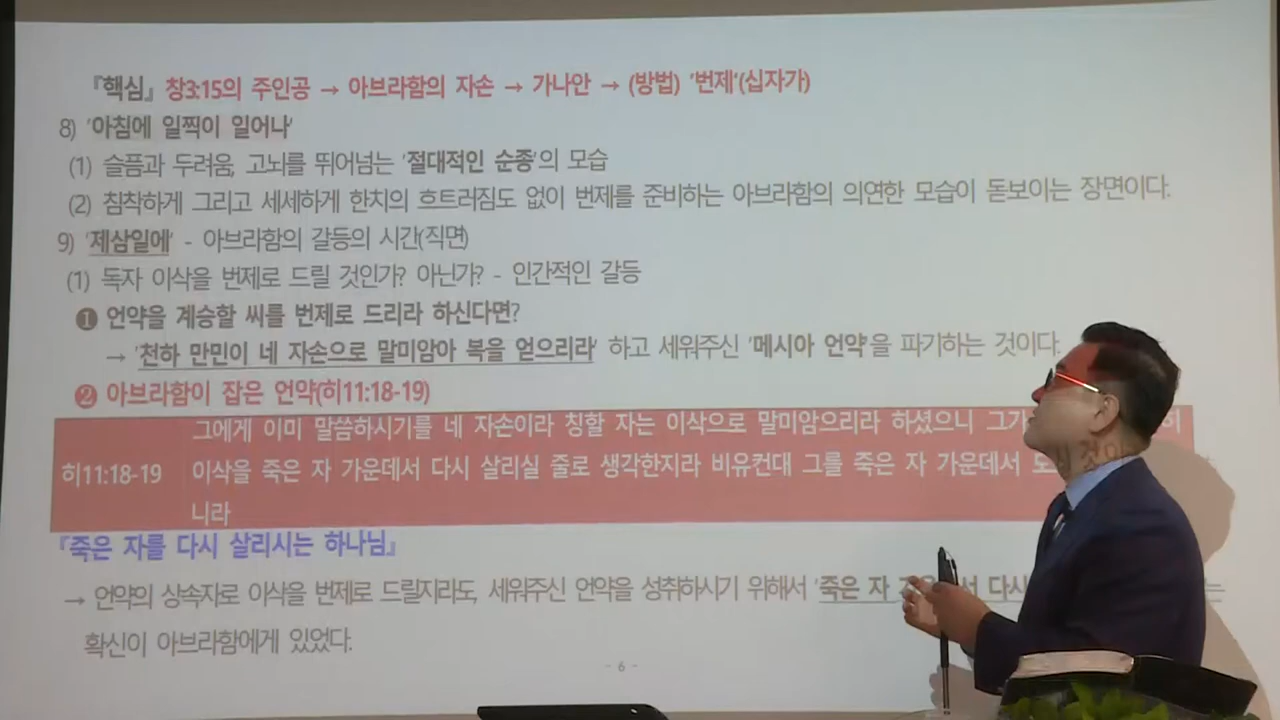 『핵심』 창3:15의 주인공 → 아브라함의 자손 → 가나안 → (방법) '번제'(십자가)
8) '아침에 일찍이 일어나'
(1) 슬픔과 두려움, 고뇌를 뛰어넘는 '절대적인 순종'의 모습
(2) 침착하게 그리고 세세하게 한치의 흐트러짐도 없이 번제를 준비하는 아브라함의 의연한 모습이 돋보이는 장면이다.
9) '제삼일에' - 아브라함의 갈등의 시간(직면)
(1) 독자 이삭을 번제로 드릴 것인가? 아닌가? - 인간적인 갈등
❶ 언약을 계승할 씨를 번제로 드리라 하신다면?
→ '천하 만민이 네 자손으로 말미암아 복을 얻으리라' 하고 세워주신 '메시아 언약'을 파기하는 것이다.
❷ 아브라함이 잡은 언약(히11:18-19)
그에게 이미 말씀하시기를 네 자손이라 칭할 자는 이삭으로 말미암으리라 하셨으니 그가
히11:18-19 이삭을 죽은 자 가운데서 다시 살리실 줄로 생각한지라 비유컨대 그를 죽은 자 가운데서
니라
『죽은 자를 다시 살리시는 하나님』
→ 언약의 상속자로 이삭을 번제로 드릴지라도, 세워주신 언약을 성취하시기 위해서 '죽은 자 다시
확신이 아브라함에게 있었다.
- 6 -